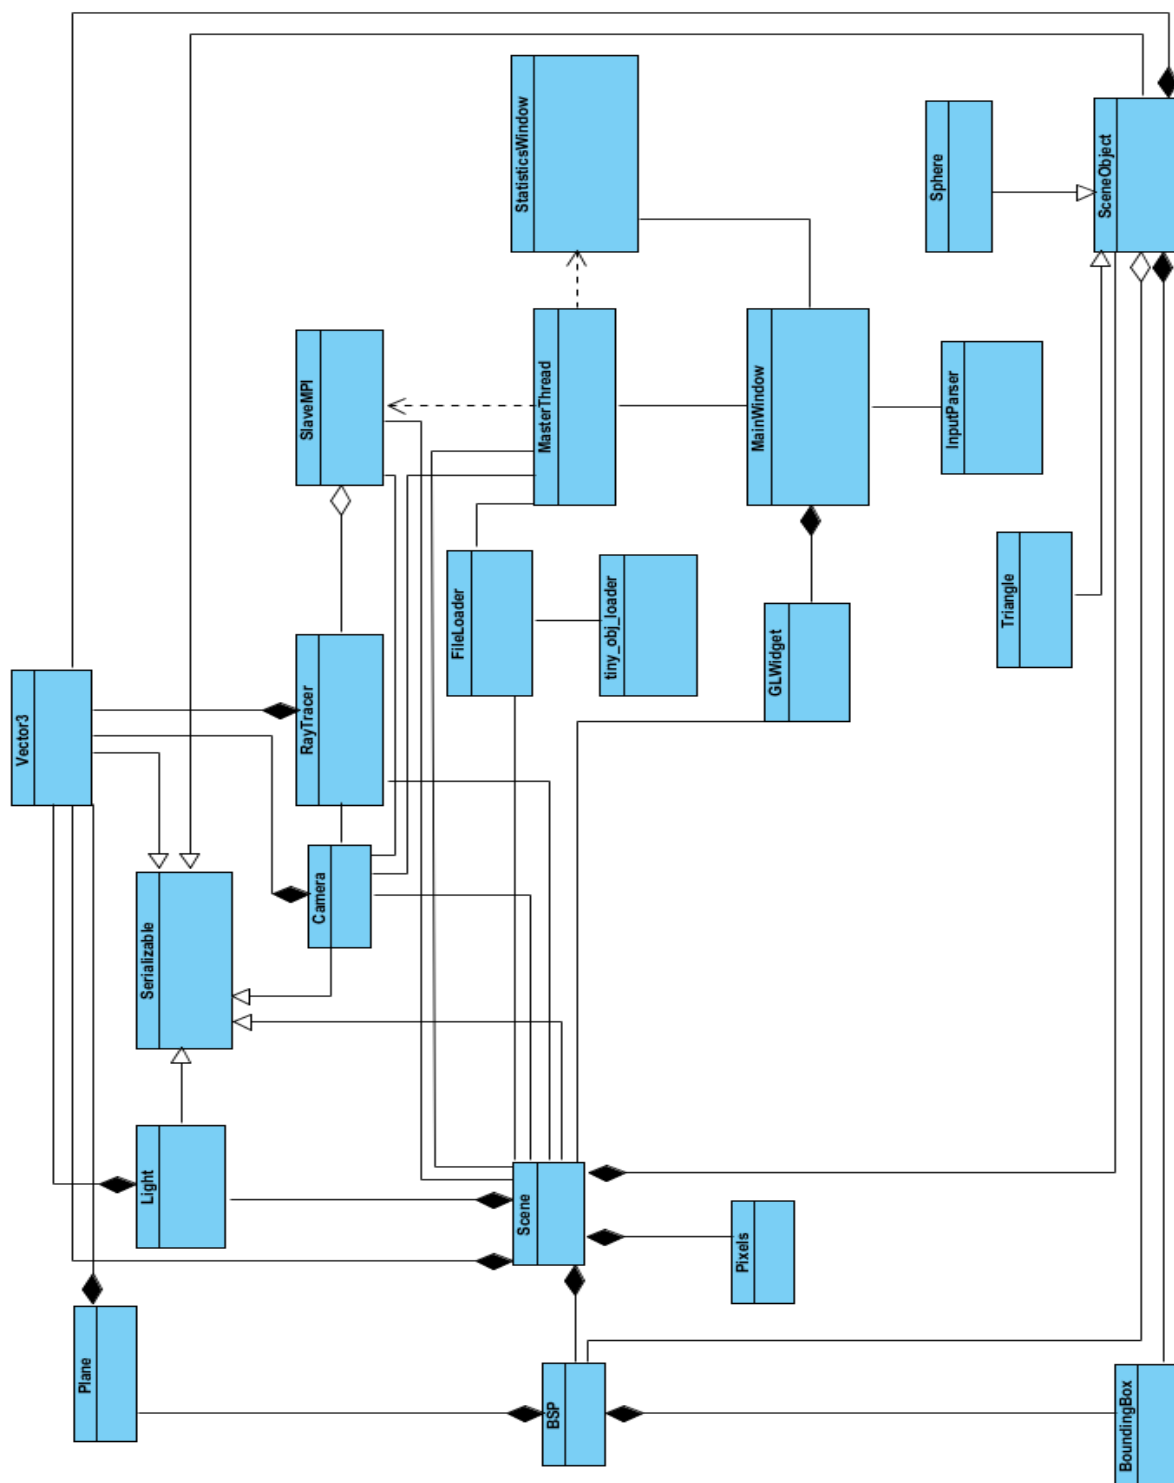 StatisticsWindow
Sphere
SceneObject
SlaveMPI
MasterThread
MainWindow
InputParser
FileLoader
tiny_obj_loader
Triangle
GLWidget
Vector3
RayTracer
Camera
Serializable
Light
Scene
Pixels
Plane
BSP
BoundingBox